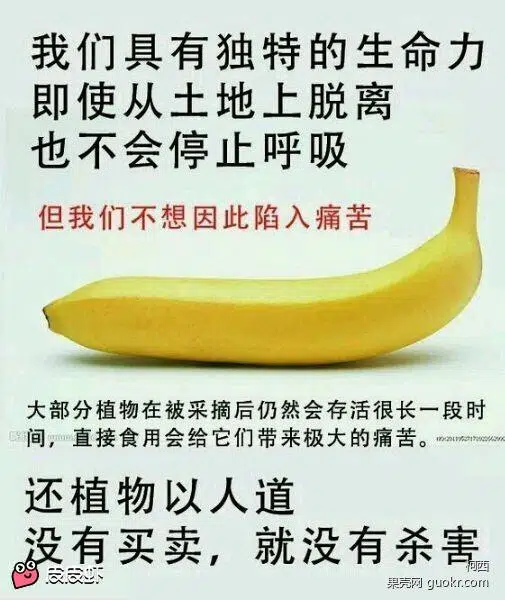 我们具有独特的生命力
即使从土地上脱离
也不会停止呼吸
但我们不想因此陷入痛苦
大部分植物在被采摘后仍然会存活很长一段时
间，直接食用会给它们带来极大的痛苦。
还植物以人道
没有买卖，就没有杀害
皮皮虾
柯西
果壳网 guokr.com